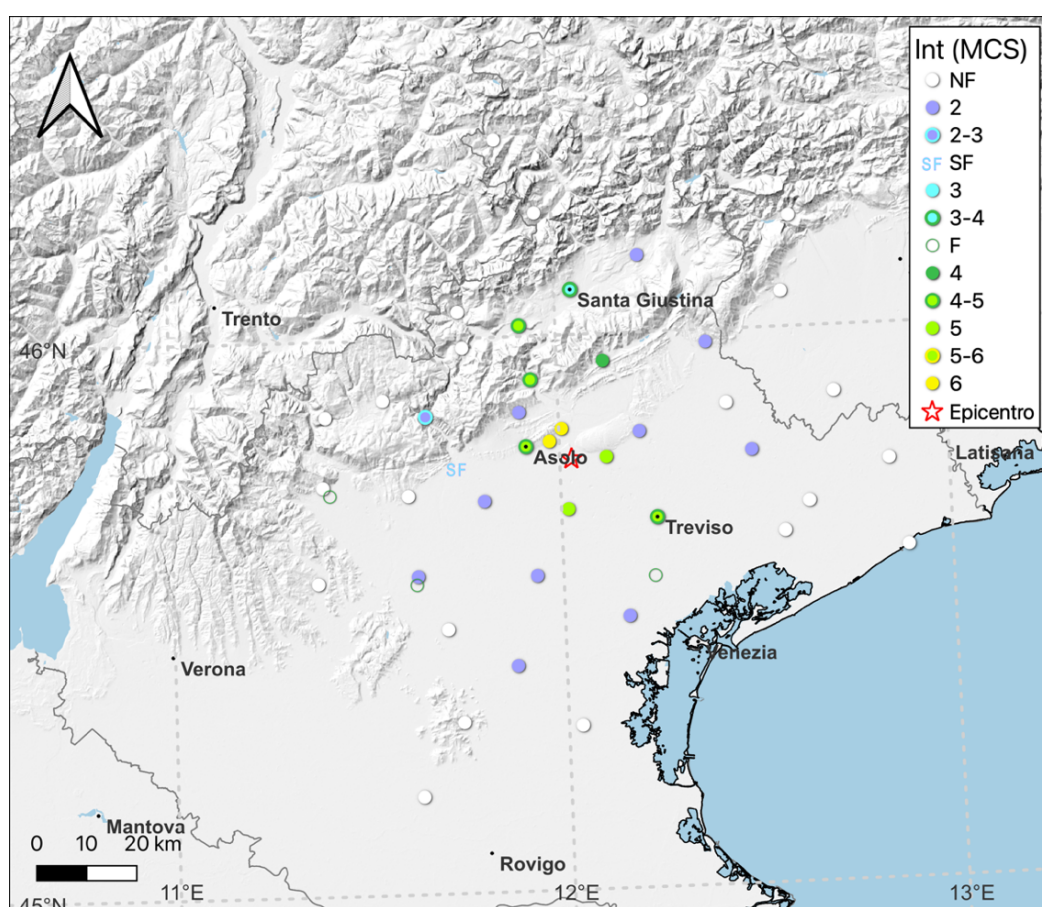 Int (MCS)
NF
2
2-3
SF SF
3
3-4
F
4
4-5
5
5-6
6
Epicentro
Santa Giustina
Trento
46°N
Asolo
Latisana
SF
Treviso
Venezia
Verona
Mantova
0 10 20 km
Rovigo
11°E 12°E 13°E
45°N